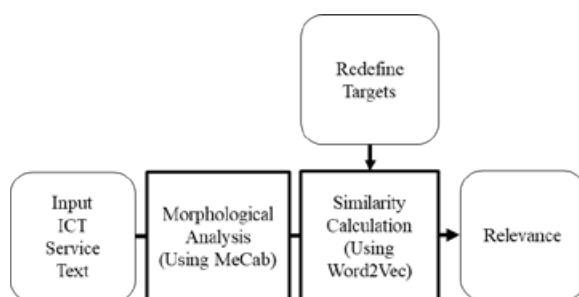 Redefine
Targets
Input
ICT
Service
Text
Morphological
Analysis
(Using MeCab)
Similarity
Calculation
(Using
Word2Vec)
Relevance